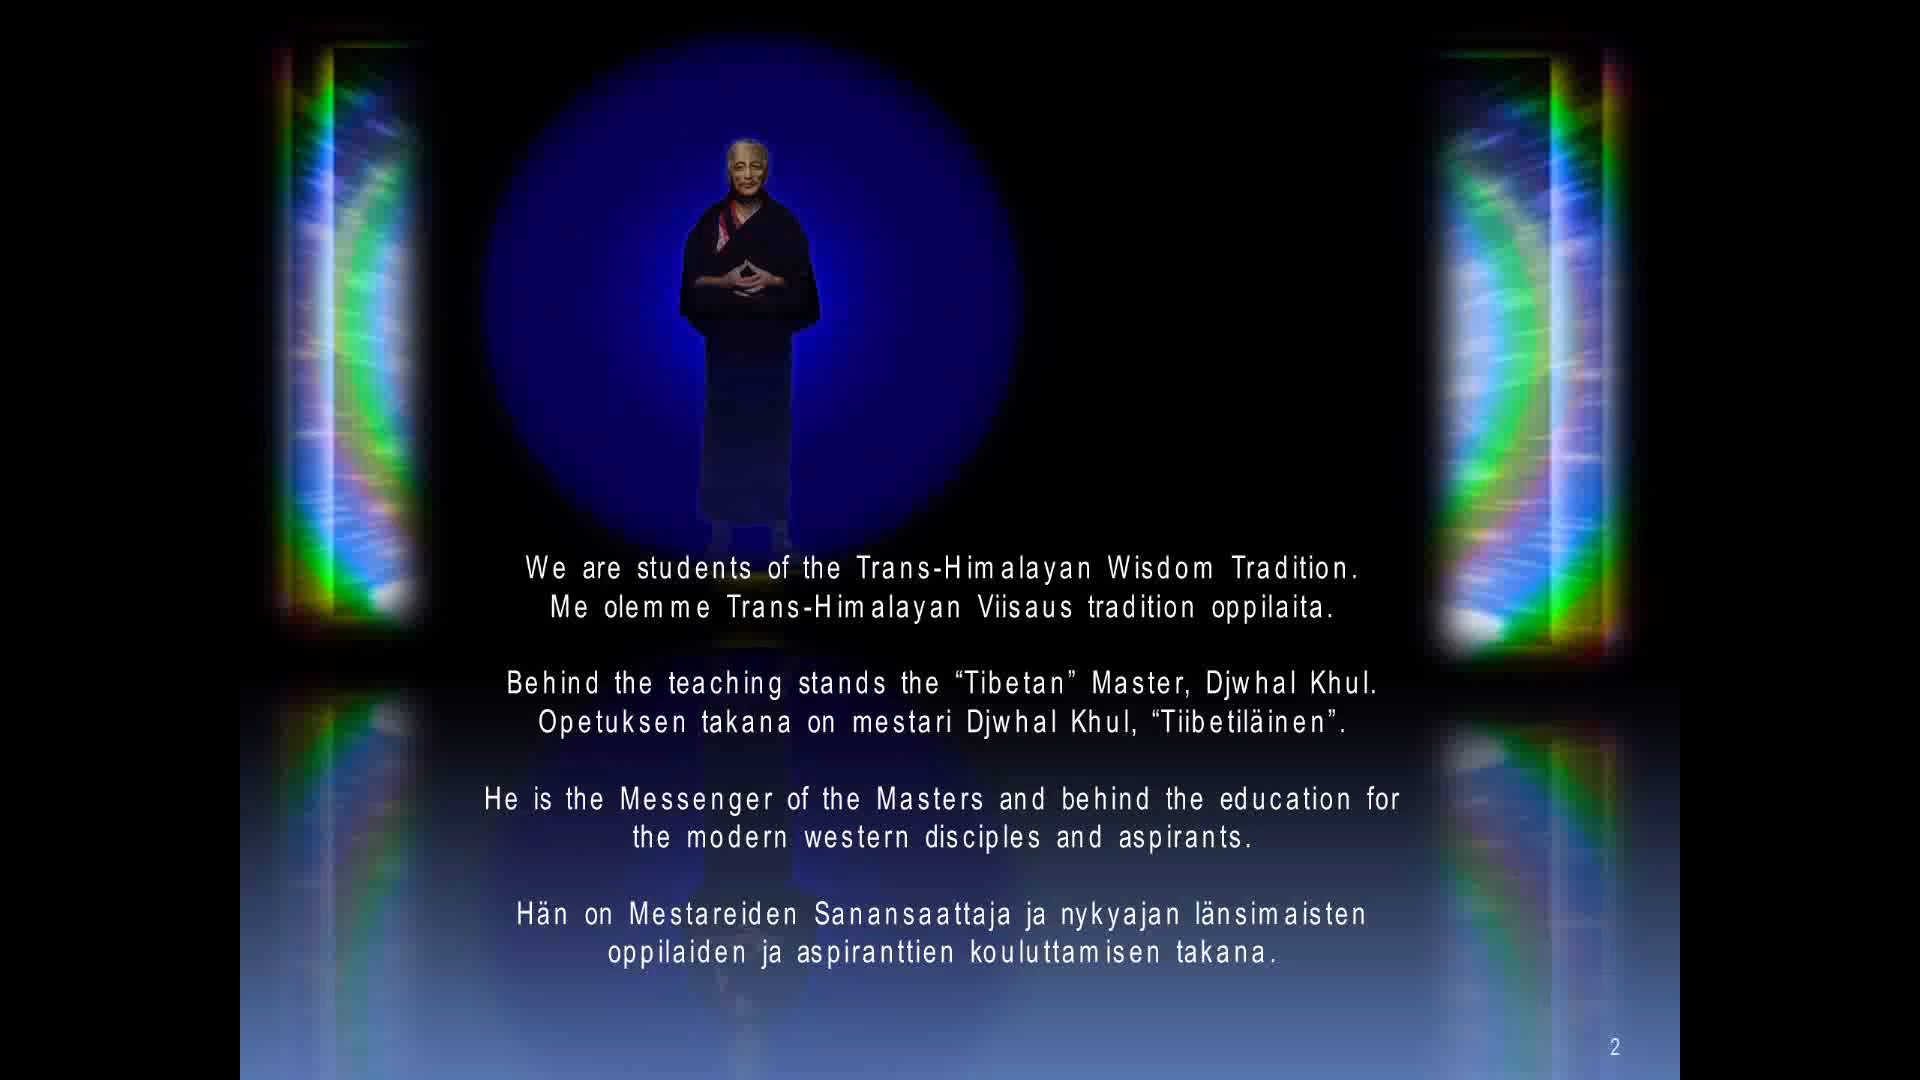 We are students of the Trans-Himalayan Wisdom Tradition.
Me olemme Trans-Himalayan Viisaus tradition oppilaita.
Behind the teaching stands the “Tibetan” Master, Djwhal Khul.
Opetuksen takana on mestari Djwhal Khul, “Tiibetiläinen”.
He is the Messenger of the Masters and behind the education for
the modern western disciples and aspirants.
Hän on Mestareiden Sanansaattaja ja nykyajan länsimaisten
oppilaiden ja aspiranttien kouluttamisen takana.
2